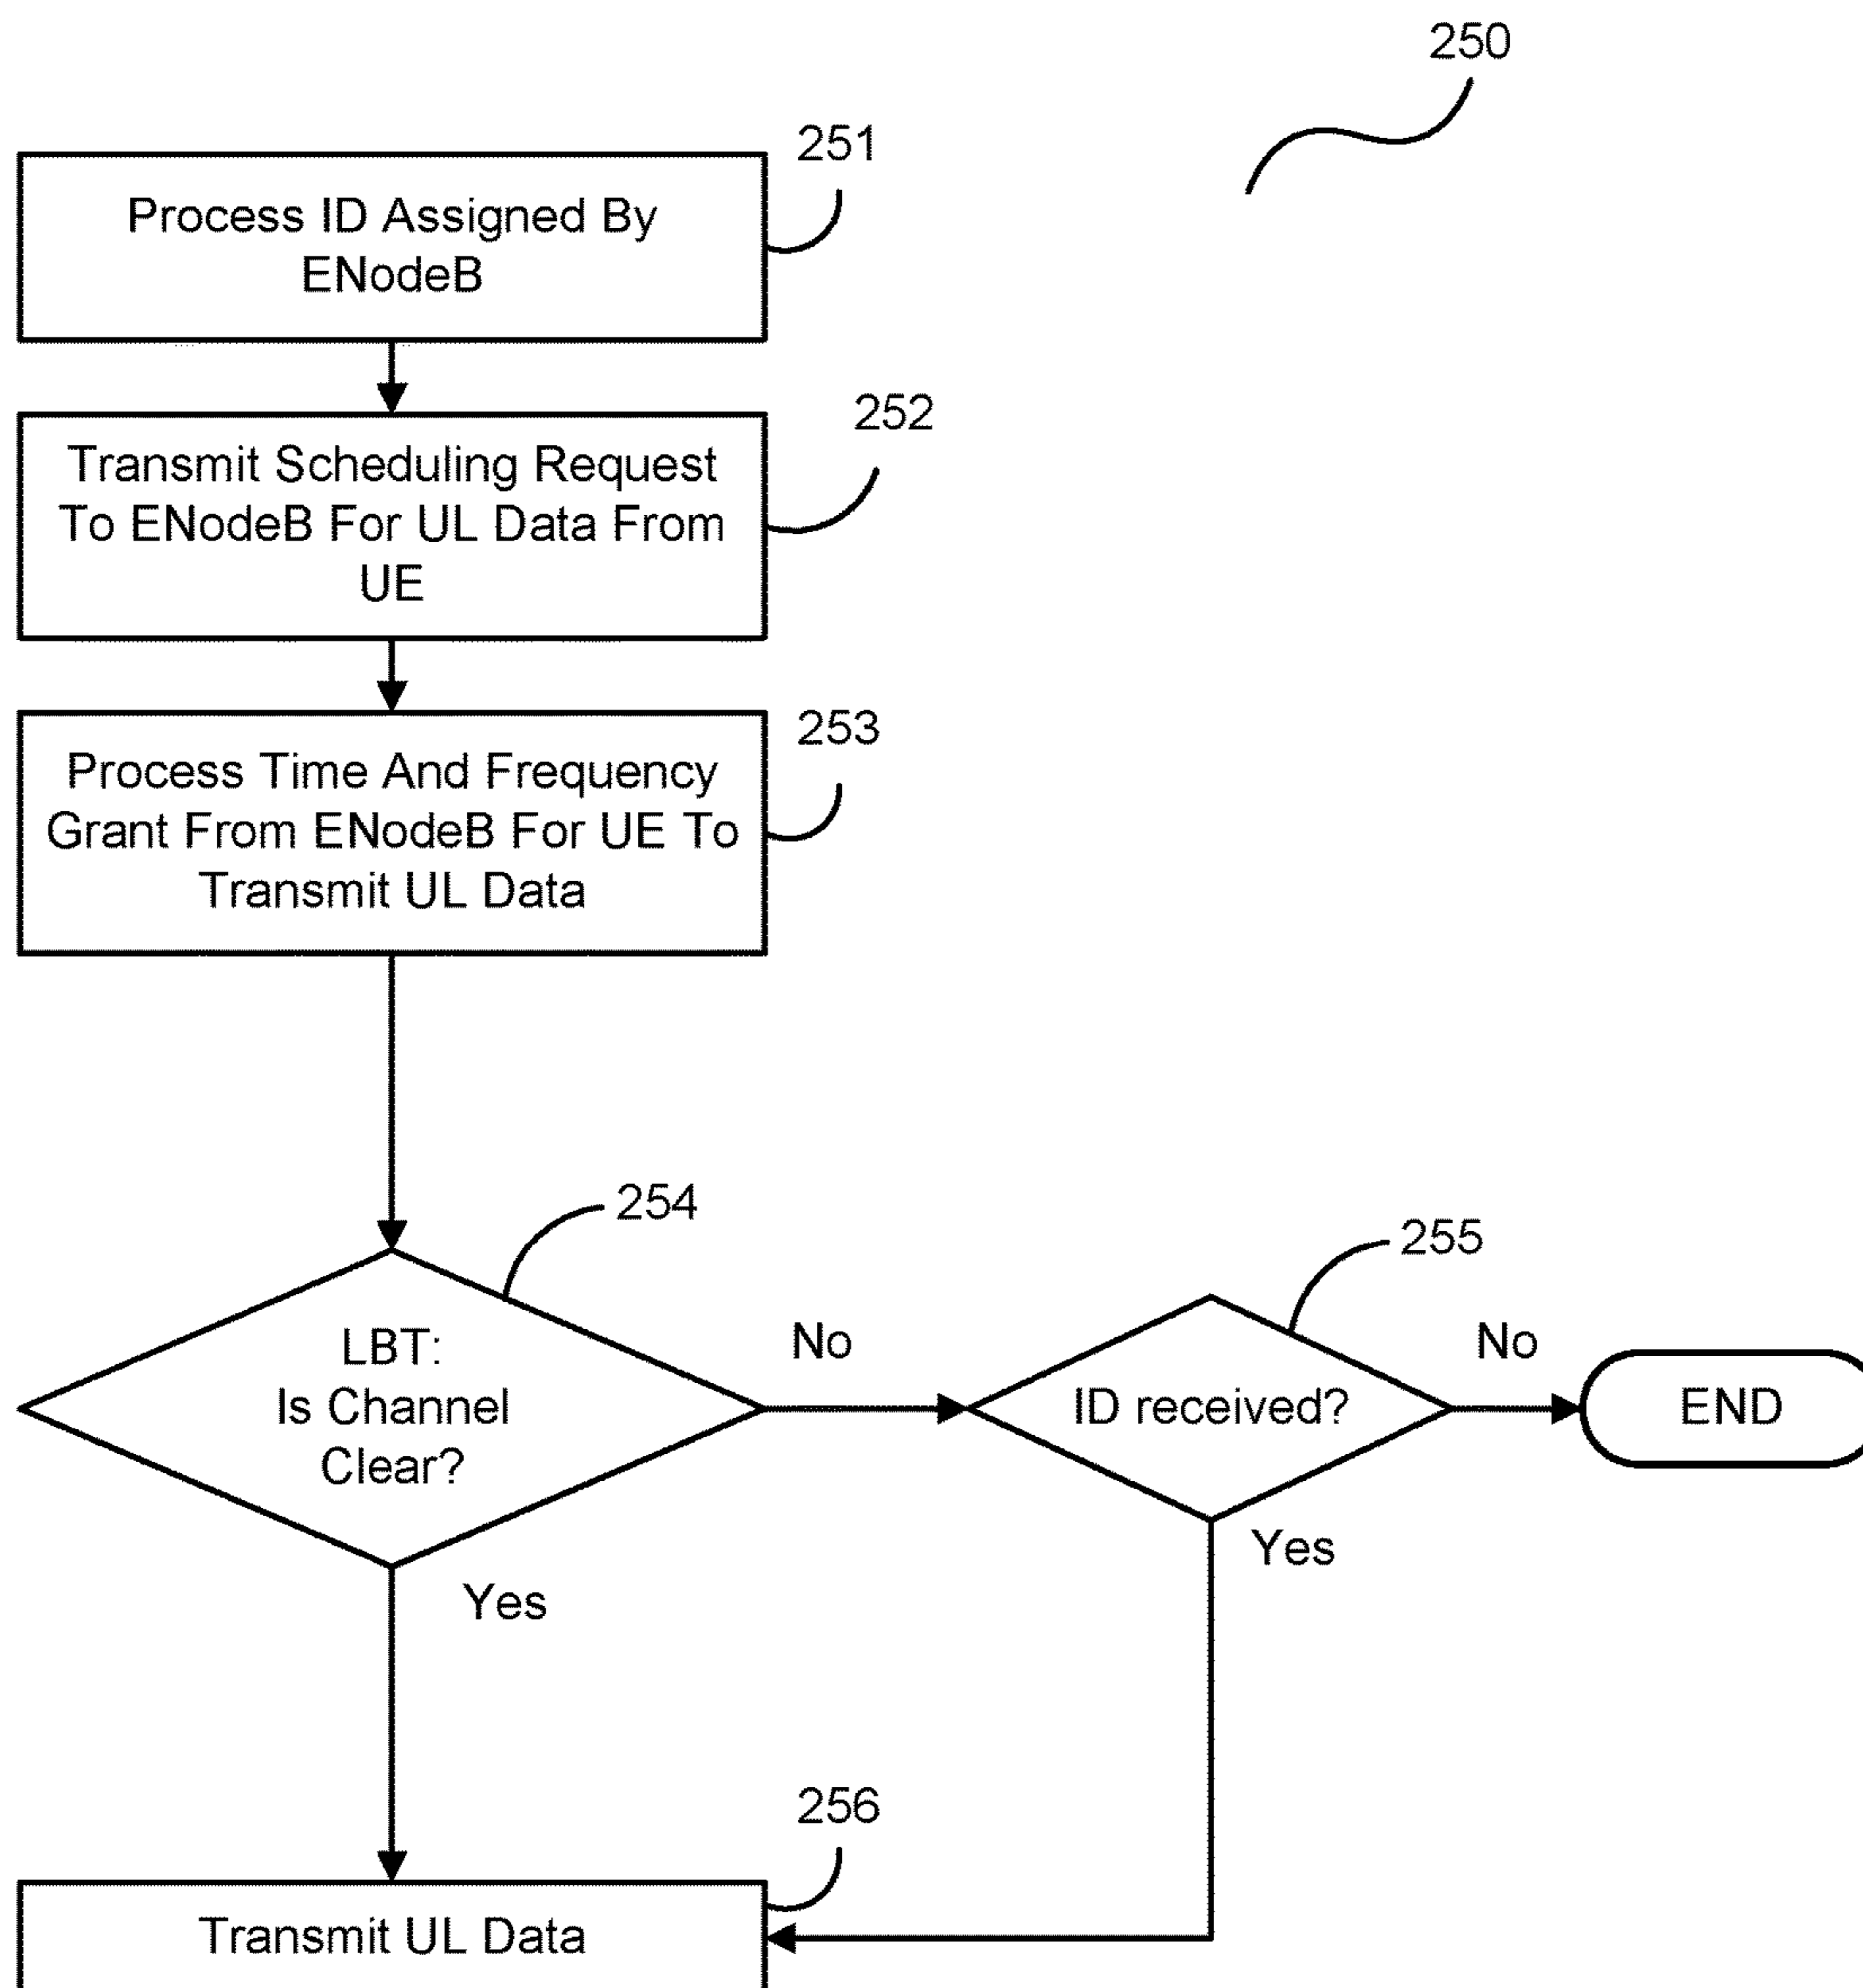 250
251
Process ID Assigned By
ENodeB
252
Transmit Scheduling Request
To ENodeB For UL Data From
UE
253
Process Time And Frequency
Grant From ENodeB For UE To
Transmit UL Data
254
LBT:
Is Channel
Clear?
No
255
ID received?
No
END
Yes
Yes
256
Transmit UL Data